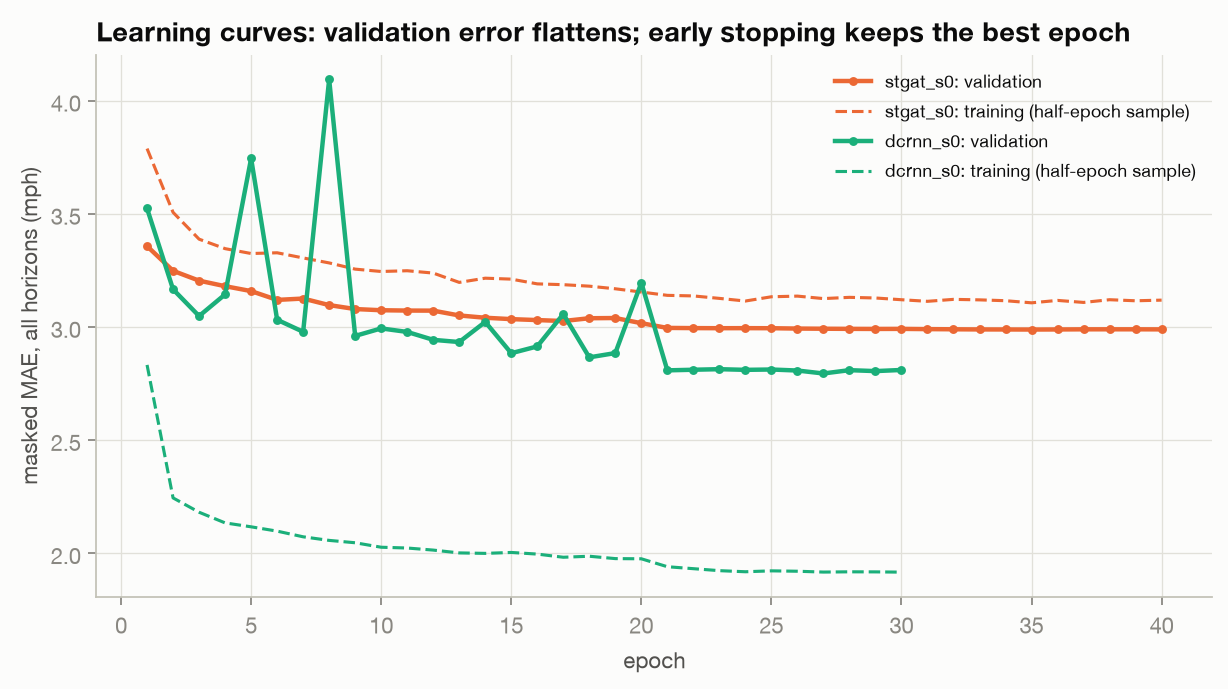 Learning curves: validation error flattens; early stopping keeps the best epoch
stgat_s0: validation
stgat_s0: training (half-epoch sample)
dcrnn_s0: validation
dcrnn_s0: training (half-epoch sample)
masked MAE, all horizons (mph)
4.0
3.5
3.0
2.5
2.0
0
5
10
15
20
25
30
35
40
epoch